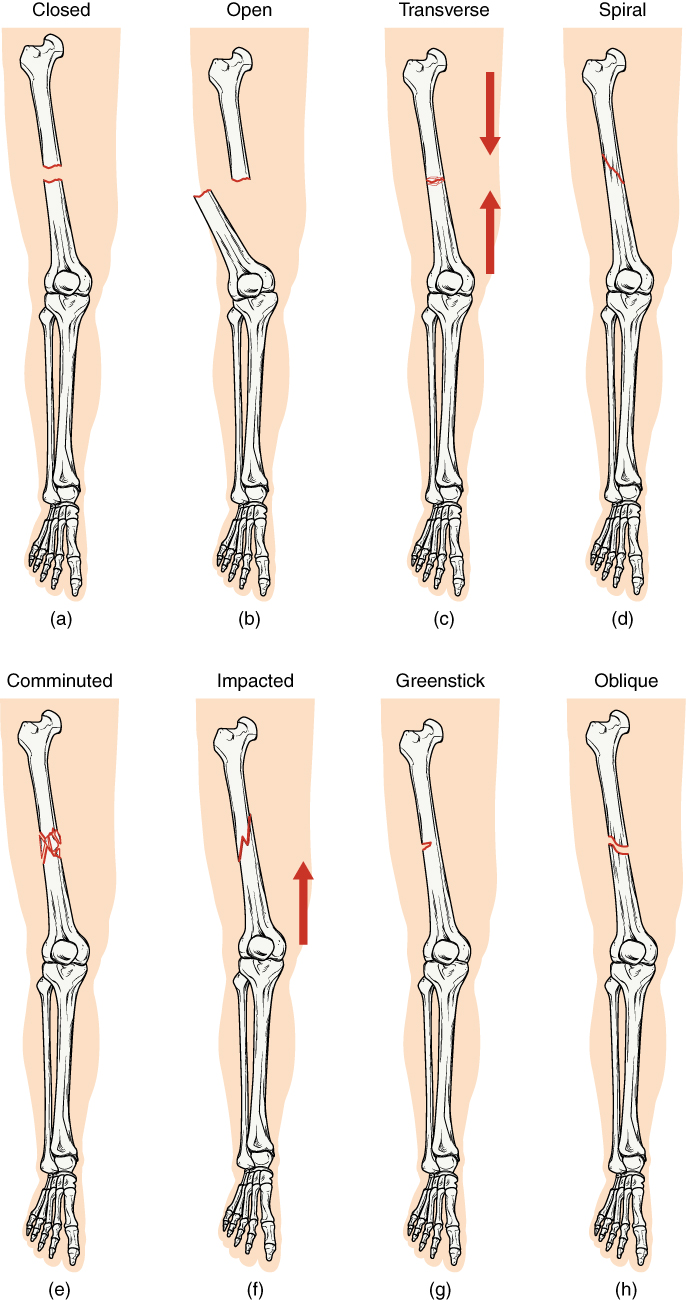 Closed
Open
Transverse
Spiral
(a)
(b)
(c)
(d)
Comminuted
Impacted
Greenstick
Oblique
(e)
(f)
(g)
(h)